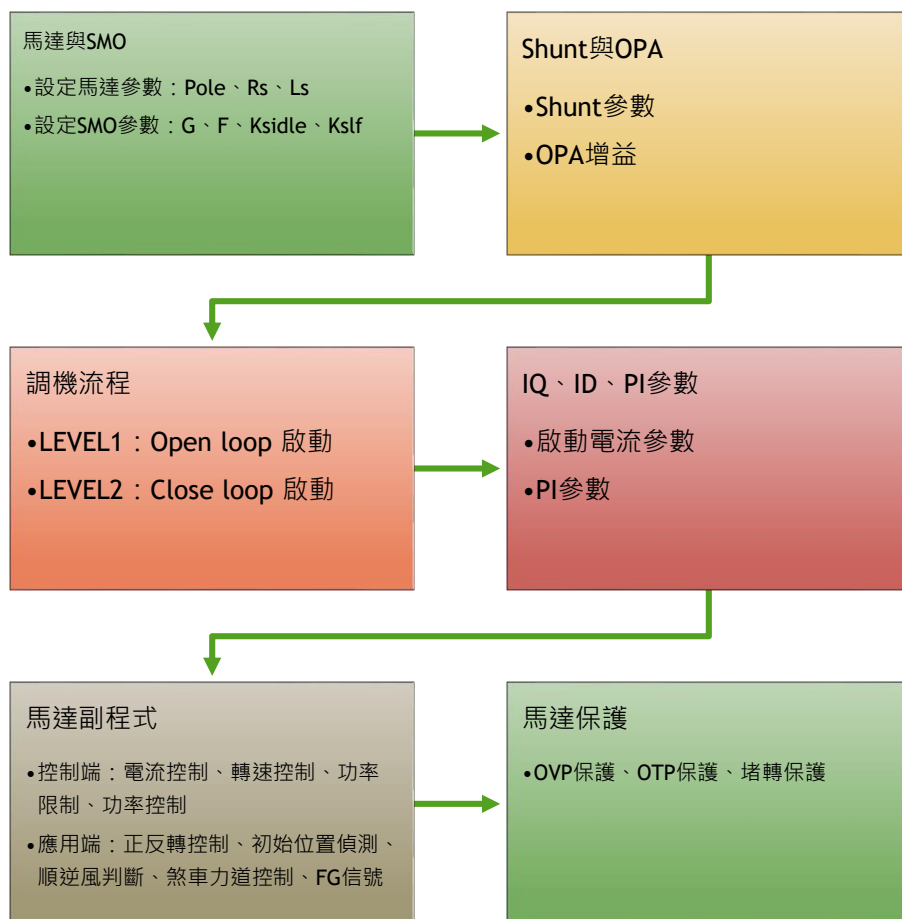 馬達與SMO
•設定馬達參數：Pole、Rs、Ls
•設定SMO參數：G、F、Ksidle、Kslf
Shunt與OPA
•Shunt參數
•OPA增益
調機流程
•LEVEL1：Open loop 啟動
•LEVEL2：Close loop 啟動
IQ、ID、PI參數
•啟動電流參數
•PI參數
馬達副程式
•控制端：電流控制、轉速控制、功率
限制、功率控制
•應用端：正反轉控制、初始位置偵測、
順逆風判斷、煞車力道控制、FG信號
馬達保護
•OVP保護、OTP保護、堵轉保護